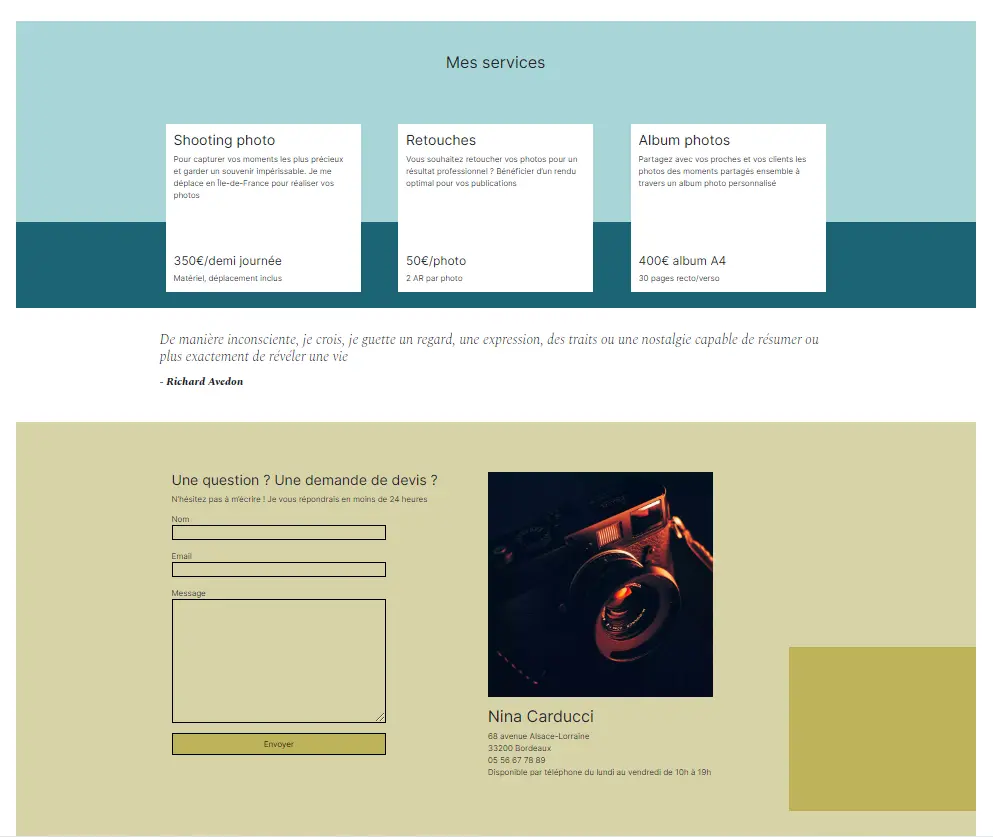 Mes services
Shooting photo
Pour capturer vos moments les plus précieux
et garder un souvenir impérissable. Je me
déplace en Île-de-France pour réaliser vos
photos
350€/demi journée
Matériel, déplacement inclus
Retouches
Vous souhaitez retoucher vos photos pour un
résultat professionnel ? Bénéficier d'un rendu
optimal pour vos publications
50€/photo
2 AR par photo
Album photos
Partagez avec vos proches et vos clients les
photos des moments partagés ensemble à
travers un album photo personnalisé
400€ album A4
30 pages recto/verso
De manière inconsciente, je crois, je guette un regard, une expression, des traits ou une nostalgie capable de résumer ou
plus exactement de révéler une vie
- Richard Avedon
Une question ? Une demande de devis ?
N'hésitez pas à m'écrire ! Je vous répondrais en moins de 24 heures
Nom
Email
Message
Envoyer
Nina Carducci
68 avenue Alsace-Lorraine
33200 Bordeaux
05 56 67 78 89
Disponible par téléphone du lundi au vendredi de 10h à 19h